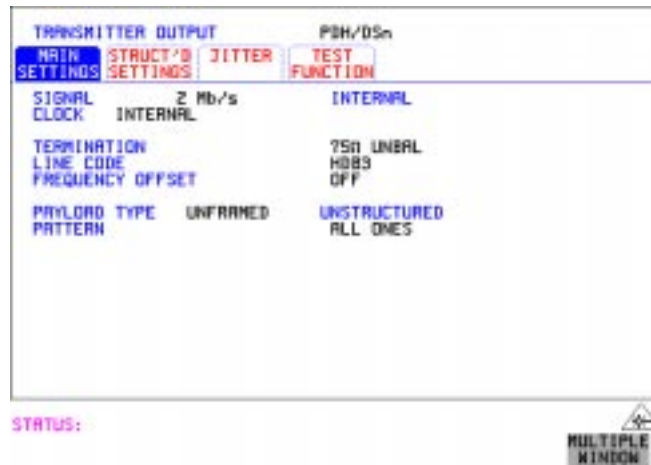 TRANSMITTER OUTPUT PDH/DSn
MAIN SETTINGS STRUCT'D SETTINGS JITTER TEST FUNCTION
SIGNAL 2 Mb/s INTERNAL
CLOCK INTERNAL
TERMINATION 75Ω UNBAL
LINE CODE HDB3
FREQUENCY OFFSET OFF
PAYLOAD TYPE UNFRAMED UNSTRUCTURED
PATTERN ALL ONES
STATUS:
MULTIPLE
WINDOW